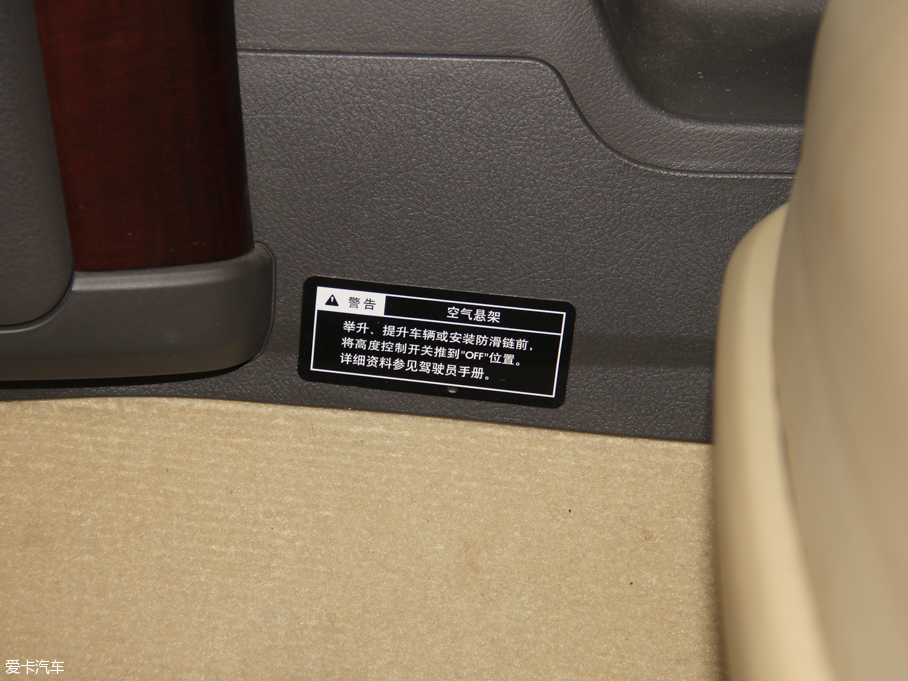 警告 空气悬架
举升、提升车辆或安装防滑链前，
将高度控制开关推到"OFF"位置。
详细资料参见驾驶员手册。
爱卡汽车